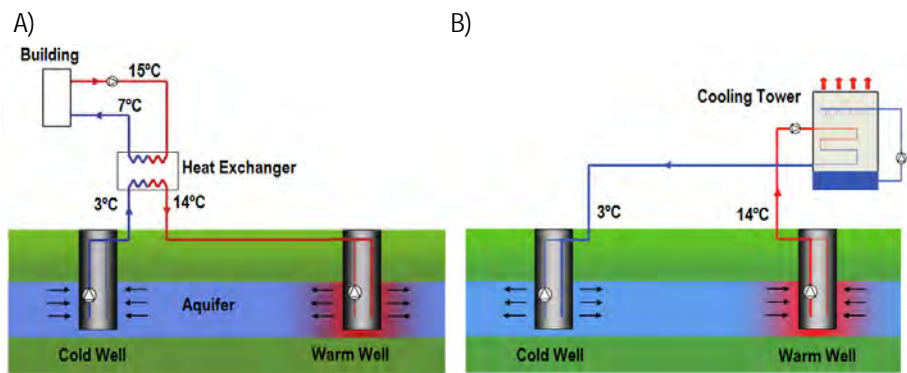 A)
Building
15ºC
7ºC
Heat Exchanger
3ºC
14ºC
Aquifer
Cold Well
Warm Well
B)
Cooling Tower
3ºC
14ºC
Cold Well
Warm Well